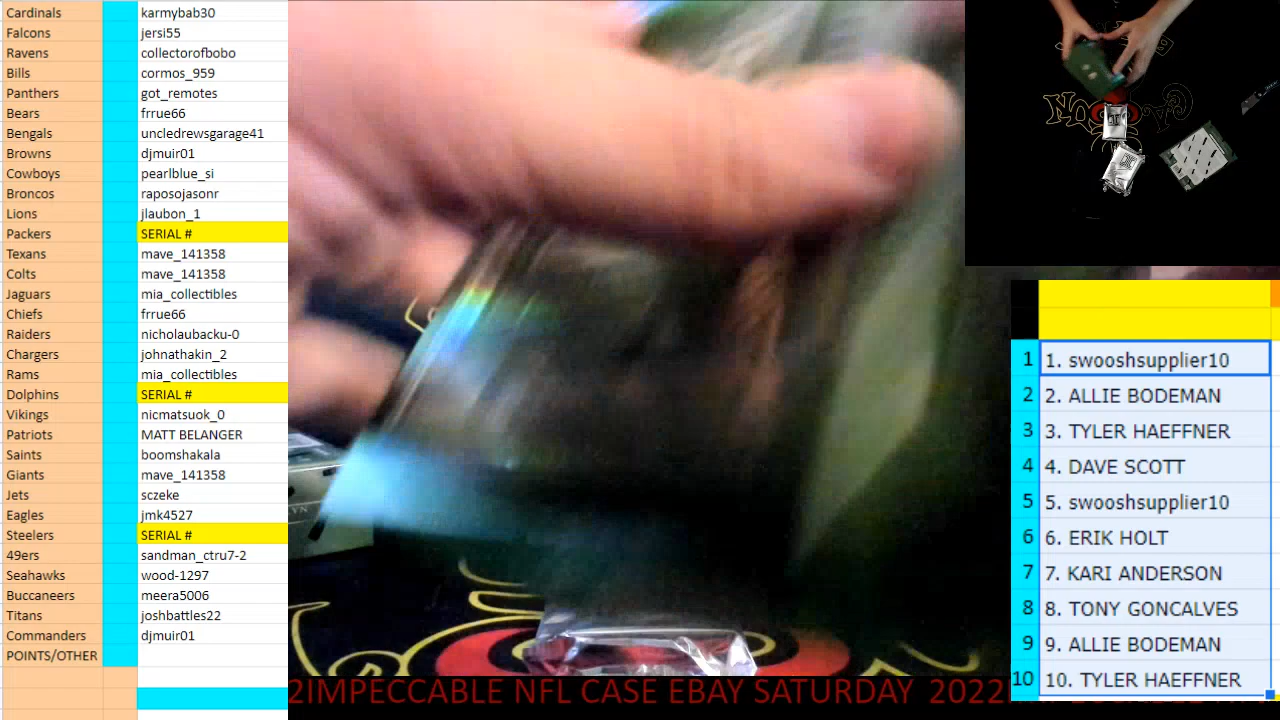 Cardinals karmybab30
Falcons jersi55
Ravens collectorofbobo
Bills cormos_959
Panthers got_remotes
Bears frrue66
Bengals uncledrewsgarage41
Browns djmuir01
Cowboys pearlblue_si
Broncos raposojasonr
Lions jlaubon_1
Packers SERIAL #
Texans mave_141358
Colts mave_141358
Jaguars mia_collectibles
Chiefs frrue66
Raiders nicholaubacku-0
Chargers johnathakin_2
Rams mia_collectibles
Dolphins SERIAL #
Vikings nicmatsuok_0
Patriots MATT BELANGER
Saints boomshakala
Giants mave_141358
Jets sczeke
Eagles jmk4527
Steelers SERIAL #
49ers sandman_ctru7-2
Seahawks wood-1297
Buccaneers meera5006
Titans joshbattles22
Commanders djmuir01
POINTS/OTHER
1 1. swooshsupplier10
2 2. ALLIE BODEMAN
3 3. TYLER HAEFFNER
4 4. DAVE SCOTT
5 5. swooshsupplier10
6 6. ERIK HOLT
7 7. KARI ANDERSON
8 8. TONY GONCALVES
9 9. ALLIE BODEMAN
10 10. TYLER HAEFFNER
2 IMPECCABLE NFL CASE EBAY SATURDAY 2022